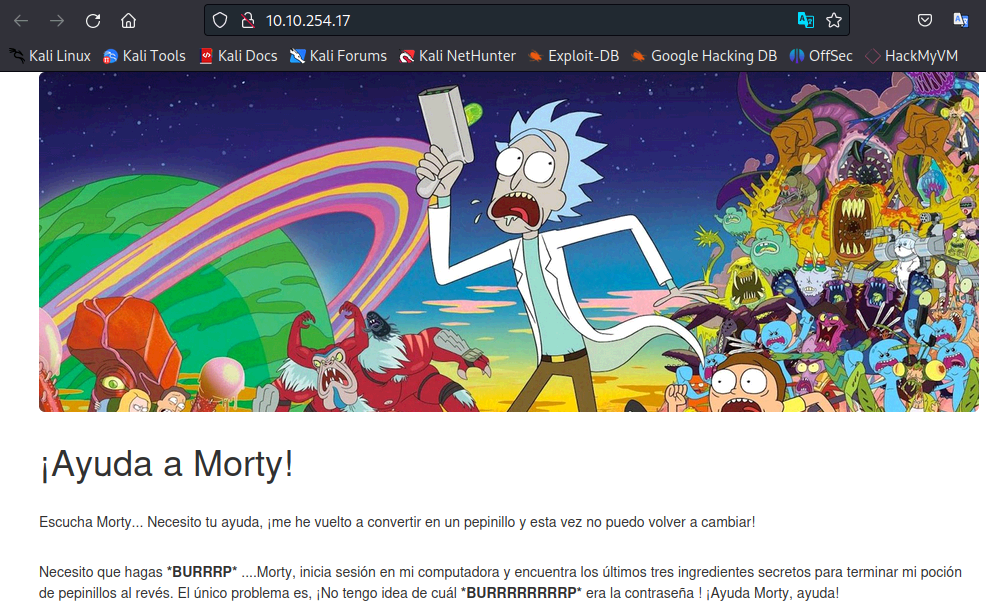 10.10.254.17
Kali Linux Kali Tools Kali Docs Kali Forums Kali NetHunter Exploit-DB Google Hacking DB OffSec HackMyVM
¡Ayuda a Morty!
Escucha Morty... Necesito tu ayuda, ¡me he vuelto a convertir en un pepinillo y esta vez no puedo volver a cambiar!
Necesito que hagas *BURRRP* ....Morty, inicia sesión en mi computadora y encuentra los últimos tres ingredientes secretos para terminar mi poción
de pepinillos al revés. El único problema es, ¡No tengo idea de cuál *BURRRRRRRRP* era la contraseña ! ¡Ayuda Morty, ayuda!